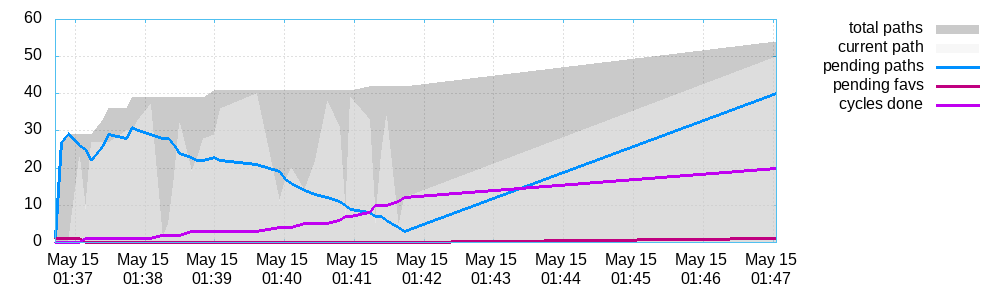 60
50
40
30
20
10
0
May 15 May 15 May 15 May 15 May 15 May 15 May 15 May 15 May 15 May 15 May 15
01:37 01:38 01:39 01:40 01:41 01:42 01:43 01:44 01:45 01:46 01:47
total paths
current path
pending paths
pending favs
cycles done